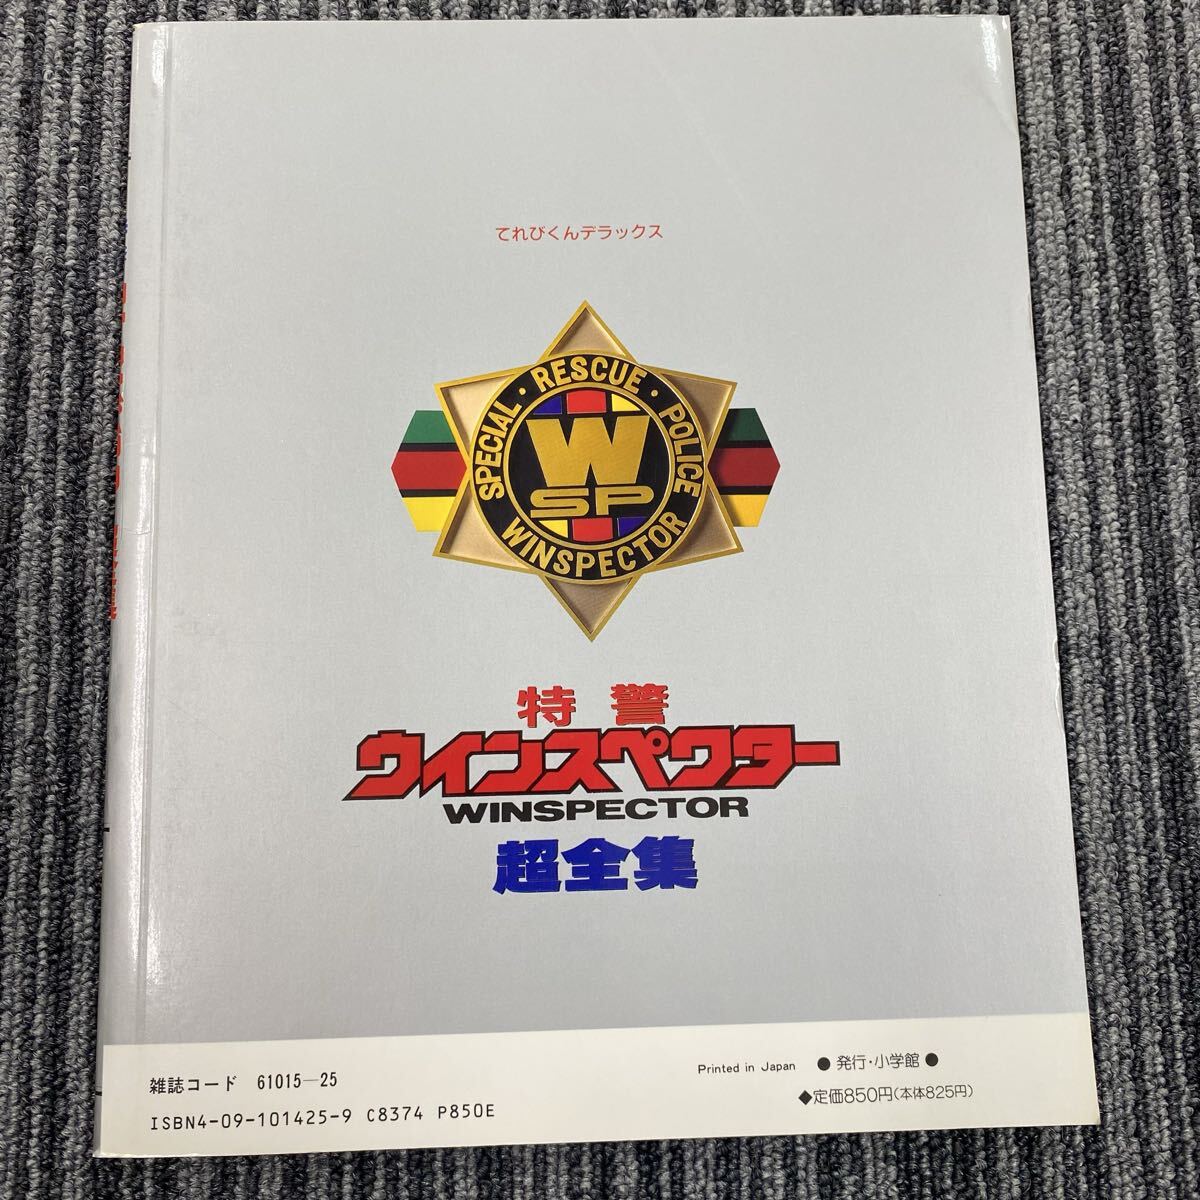 てれびくんデラックス
SPECIAL・RESCUE・POLICE
W
SP
WINSPECTOR
特警
ウインスペクター
WINSPECTOR
超全集
雑誌コード 61015-25
ISBN4-09-101425-9 C8374 P850E
Printed in Japan ●発行・小学館●
◆定価850円(本体825円)